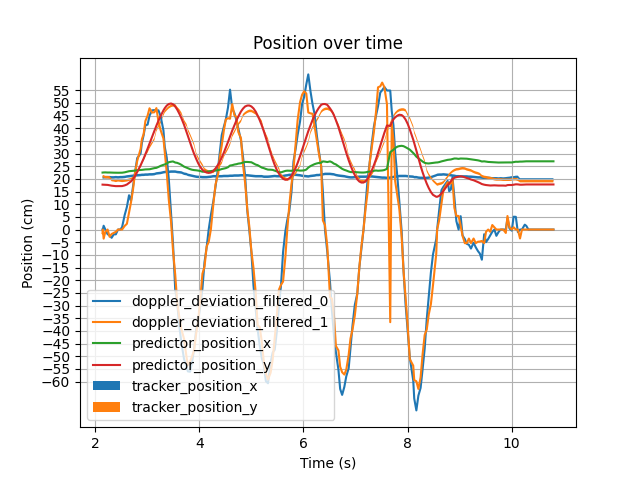 Position over time
Position (cm)
55
50
45
40
35
30
25
20
15
10
5
0
−5
−10
−15
−20
−25
−30
−35
−40
−45
−50
−55
−60
doppler_deviation_filtered_0
doppler_deviation_filtered_1
predictor_position_x
predictor_position_y
tracker_position_x
tracker_position_y
2 4 6 8 10
Time (s)